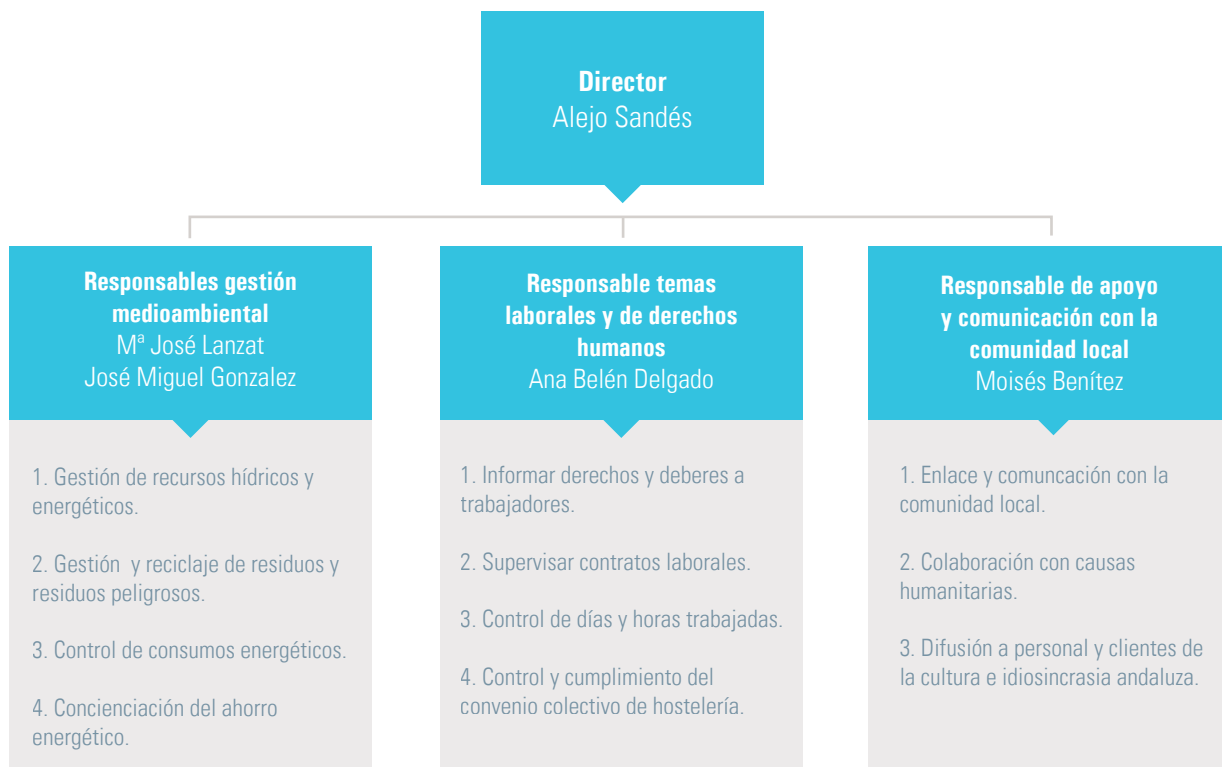 Director
Alejo Sandés
Responsables gestión
medioambiental
Mª José Lanzat
José Miguel Gonzalez
1. Gestión de recursos hídricos y
energéticos.
2. Gestión y reciclaje de residuos y
residuos peligrosos.
3. Control de consumos energéticos.
4. Concienciación del ahorro
energético.
Responsable temas
laborales y de derechos
humanos
Ana Belén Delgado
1. Informar derechos y deberes a
trabajadores.
2. Supervisar contratos laborales.
3. Control de días y horas trabajadas.
4. Control y cumplimiento del
convenio colectivo de hostelería.
Responsable de apoyo
y comunicación con la
comunidad local
Moisés Benítez
1. Enlace y comuncación con la
comunidad local.
2. Colaboración con causas
humanitarias.
3. Difusión a personal y clientes de
la cultura e idiosincrasia andaluza.